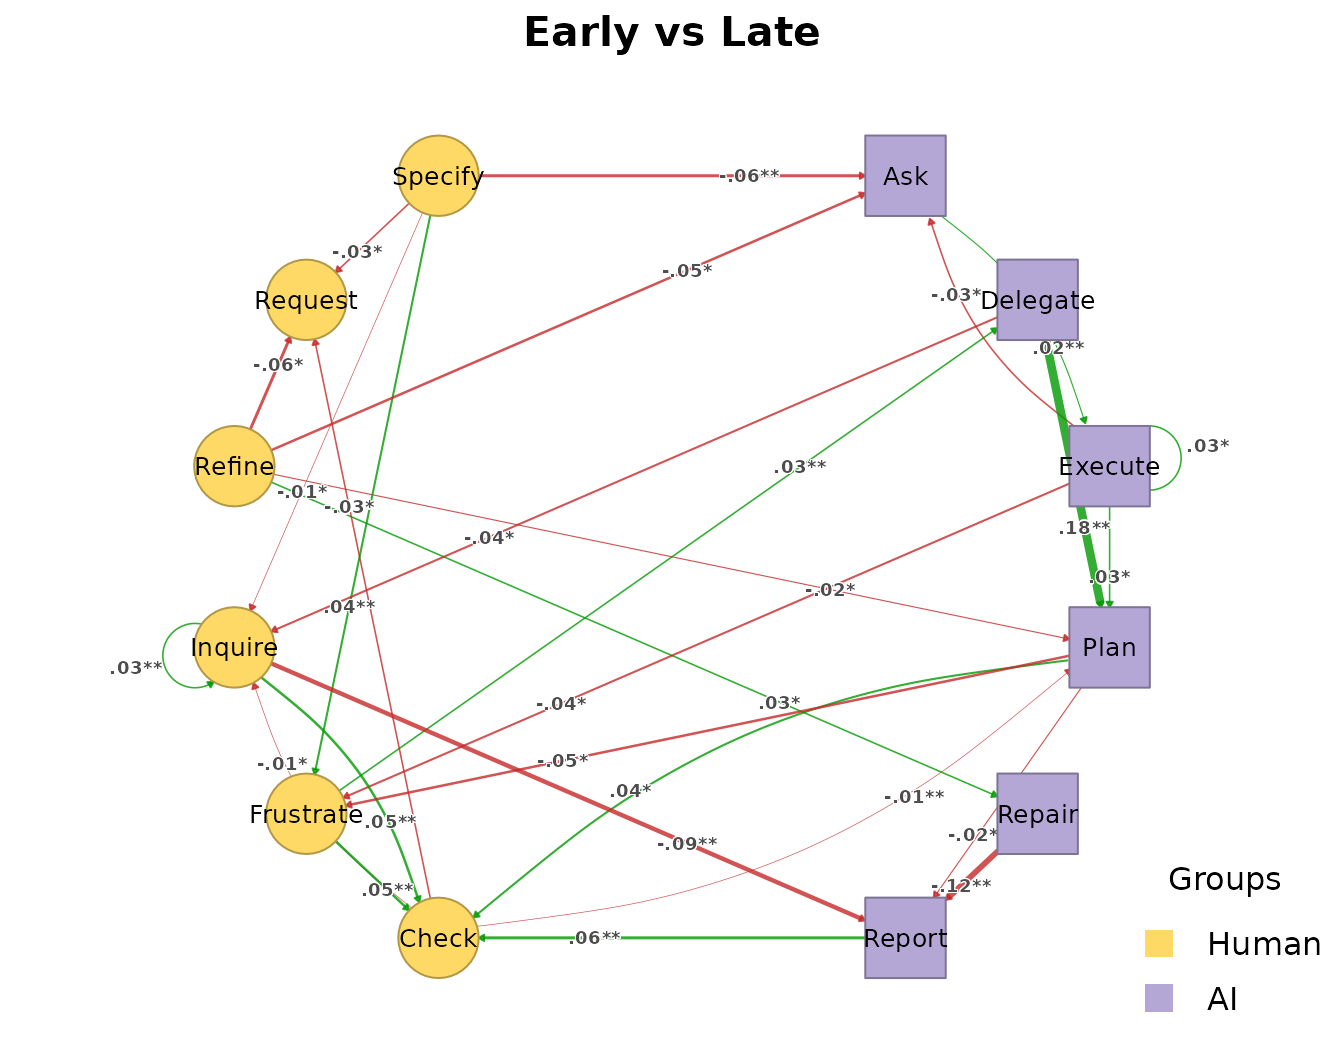 Early vs Late
Specify
-.06**
Ask
-.03*
-.05*
Request
-.03*
Delegate
.02**
-.06*
.03*
Refine
.03**
Execute
-.01*
-.03*
.18**
-.04*
.03*
-.02*
.04**
Inquire
Plan
.03**
-.04*
.03*
-.01*
-.05*
.04*
-.01**
Frustrate
.05**
Repair
-.02*
-.09**
.05**
-.12**
Check
.06**
Report
Groups
Human
AI